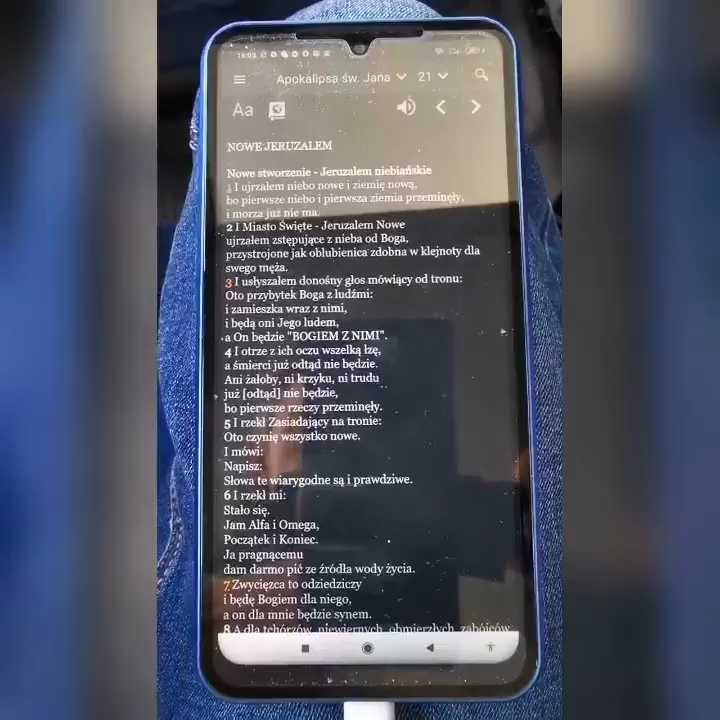 18:03
Apokalipsa św. Jana 21
Aa
NOWE JERUZALEM
Nowe stworzenie - Jeruzalem niebiańskie
1 I ujrzałem niebo nowe i ziemię nową,
bo pierwsze niebo i pierwsza ziemia przeminęły,
i morza już nie ma.
2 I Miasto Święte - Jeruzalem Nowe
ujrzałem zstępujące z nieba od Boga,
przystrojone jak oblubienica zdobna w klejnoty dla
swego męża.
3 I usłyszałem donośny głos mówiący od tronu:
Oto przybytek Boga z ludźmi:
i zamieszka wraz z nimi,
i będą oni Jego ludem,
a On będzie "BOGIEM Z NIMI".
4 I otrze z ich oczu wszelką łzę,
a śmierci już odtąd nie będzie.
Ani żałoby, ni krzyku, ni trudu
już [odtąd] nie będzie,
bo pierwsze rzeczy przeminęły.
5 I rzekł Zasiadający na tronie:
Oto czynię wszystko nowe.
I mówi:
Napisz:
Słowa te wiarygodne są i prawdziwe.
6 I rzekł mi:
Stało się.
Jam Alfa i Omega,
Początek i Koniec.
Ja pragnącemu
dam darmo pić ze źródła wody życia.
7 Zwycięzca to odziedziczy
i będę Bogiem dla niego,
a on dla mnie będzie synem.
8 A dla tchórzów, niewiernych, obmierzłych, zabójców